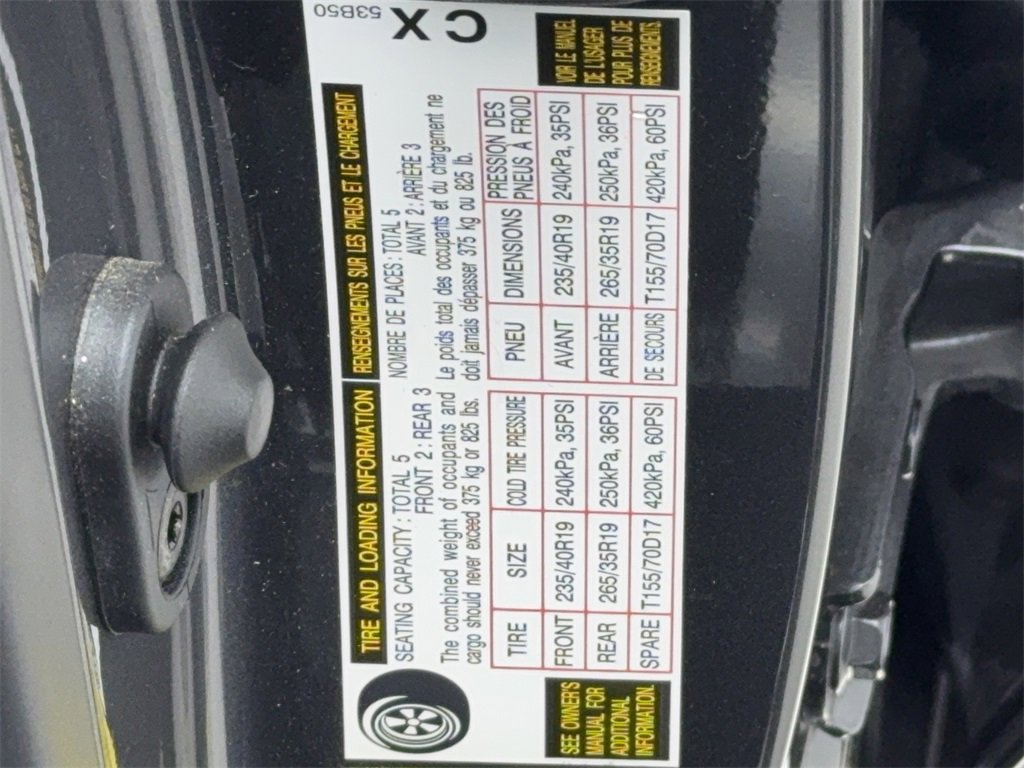 TIRE AND LOADING INFORMATION
RENSEIGNEMENTS SUR LES PNEUS ET LE CHARGEMENT
SEATING CAPACITY: TOTAL 5
FRONT 2: REAR 3
NOMBRE DE PLACES: TOTAL 5
AVANT 2: ARRIÈRE 3
The combined weight of occupants and
cargo should never exceed 375 kg or 825 lbs.
Le poids total des occupants et du chargement ne
doit jamais dépasser 375 kg ou 825 lb.
TIRE SIZE COLD TIRE PRESSURE
FRONT 235/40R19 240kPa, 35PSI
REAR 265/35R19 250kPa, 36PSI
SPARE T155/70D17 420kPa, 60PSI
PNEU DIMENSIONS PRESSION DES
PNEUS À FROID
AVANT 235/40R19 240kPa, 35PSI
ARRIÈRE 265/35R19 250kPa, 36PSI
DE SECOURS T155/70D17 420kPa, 60PSI
SEE OWNER'S
MANUAL FOR
ADDITIONAL
INFORMATION.
VOIR LE MANUEL
DE L'USAGER
POUR PLUS DE
RENSEIGNEMENTS.
53B50
CX